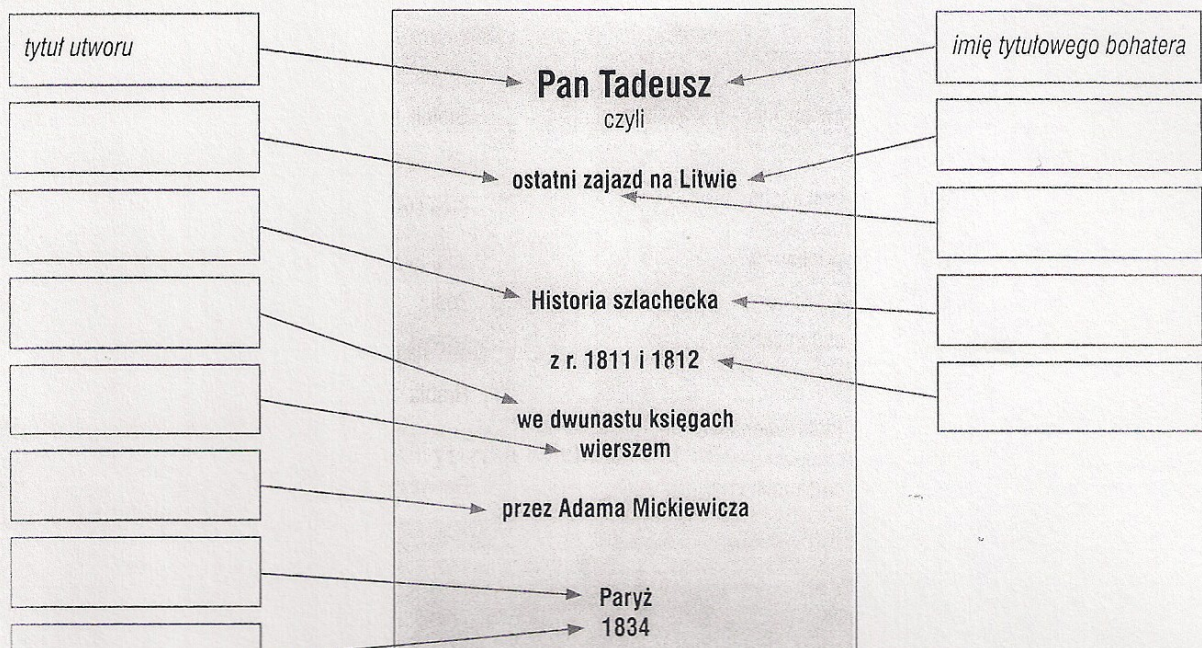 tytuł utworu
imię tytułowego bohatera
Pan Tadeusz
czyli
ostatni zajazd na Litwie
Historia szlachecka
z r. 1811 i 1812
we dwunastu księgach
wierszem
przez Adama Mickiewicza
Paryż
1834